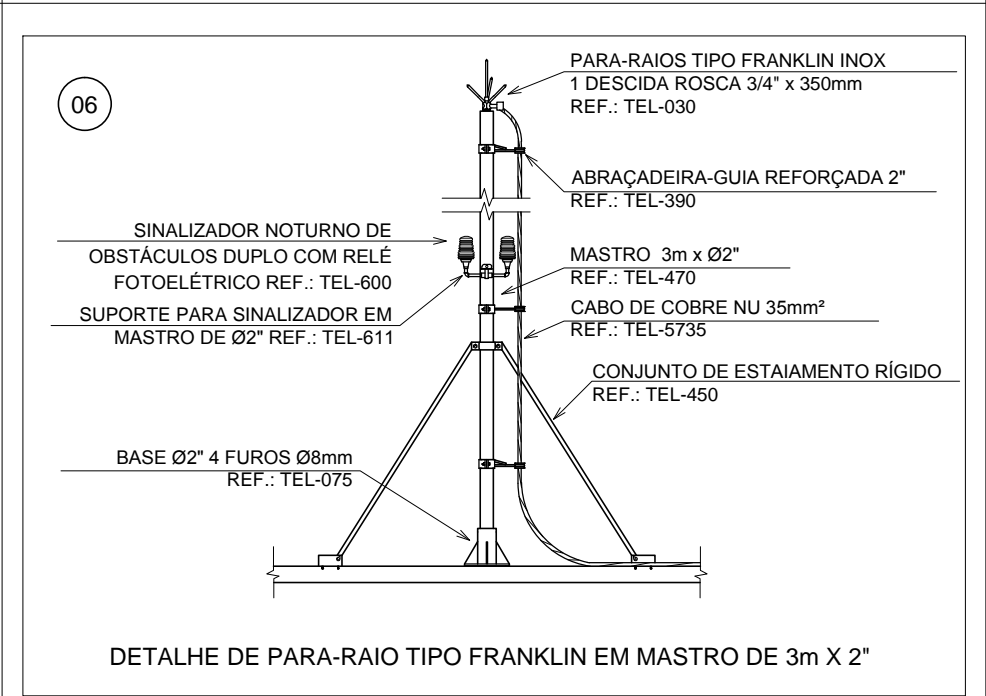 06
PARA-RAIOS TIPO FRANKLIN INOX
1 DESCIDA ROSCA 3/4" x 350mm
REF.: TEL-030
ABRAÇADEIRA-GUIA REFORÇADA 2"
REF.: TEL-390
SINALIZADOR NOTURNO DE
OBSTÁCULOS DUPLO COM RELÉ
FOTOELÉTRICO REF.: TEL-600
MASTRO 3m x Ø2"
REF.: TEL-470
SUPORTE PARA SINALIZADOR EM
MASTRO DE Ø2" REF.: TEL-611
CABO DE COBRE NU 35mm²
REF.: TEL-5735
CONJUNTO DE ESTAIAMENTO RÍGIDO
REF.: TEL-450
BASE Ø2" 4 FUROS Ø8mm
REF.: TEL-075
DETALHE DE PARA-RAIO TIPO FRANKLIN EM MASTRO DE 3m X 2"